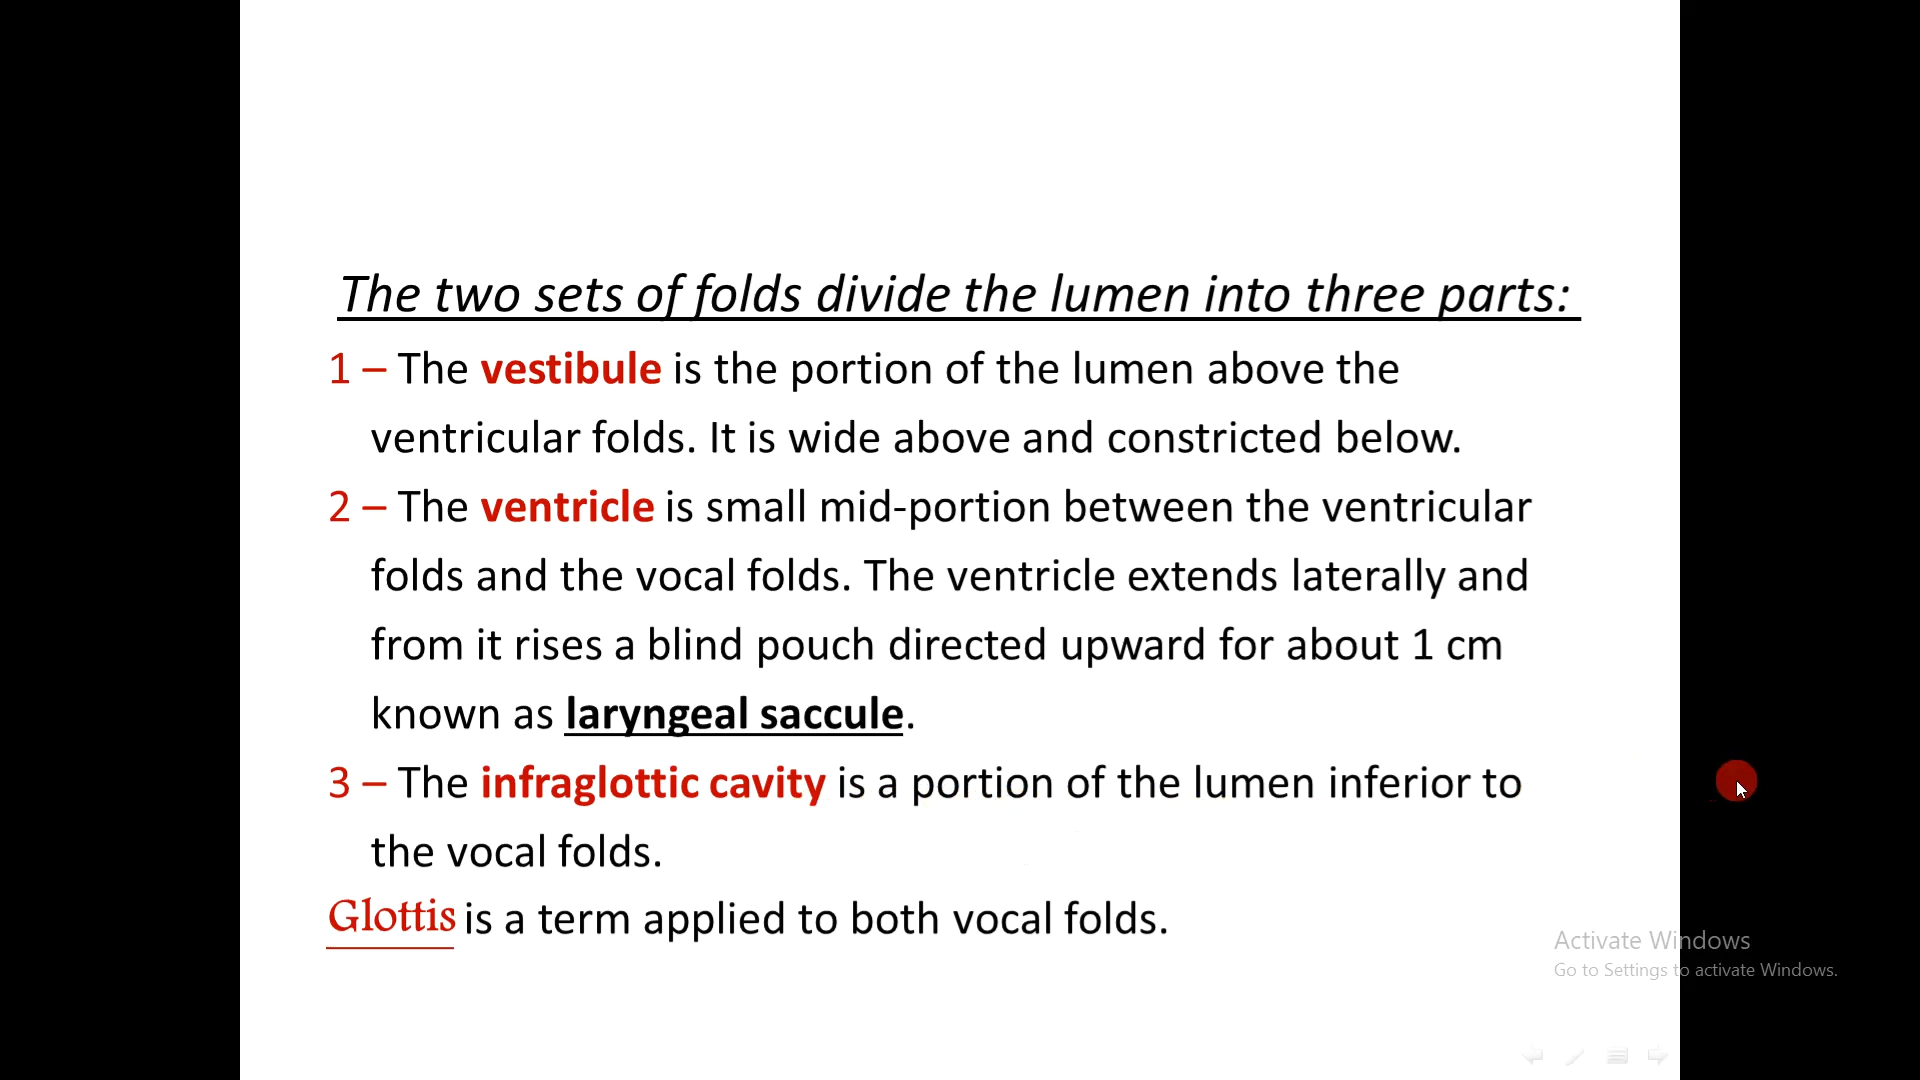 The two sets of folds divide the lumen into three parts:
1 – The vestibule is the portion of the lumen above the
ventricular folds. It is wide above and constricted below.
2 – The ventricle is small mid-portion between the ventricular
folds and the vocal folds. The ventricle extends laterally and
from it rises a blind pouch directed upward for about 1 cm
known as laryngeal saccule.
3 – The infraglottic cavity is a portion of the lumen inferior to
the vocal folds.
Glottis is a term applied to both vocal folds.
Activate Windows
Go to Settings to activate Windows.